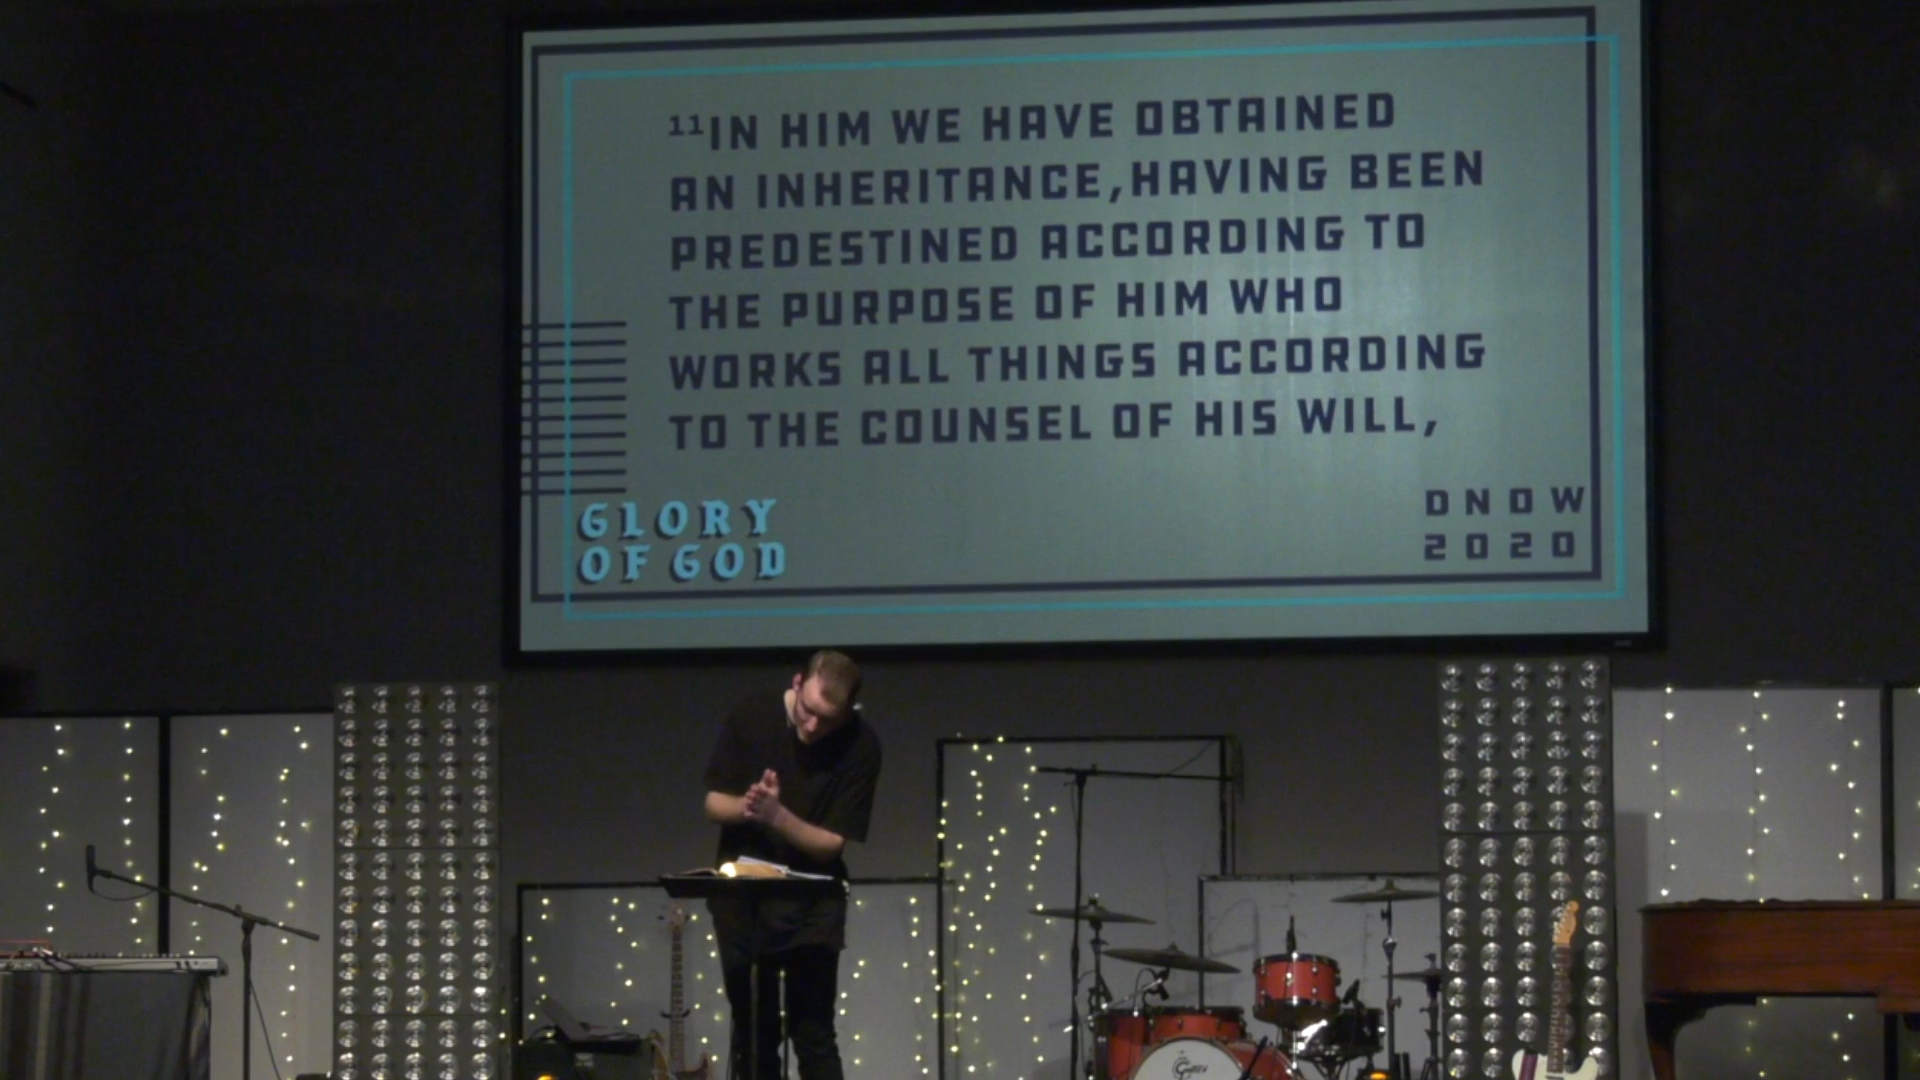 ¹¹IN HIM WE HAVE OBTAINED
AN INHERITANCE,HAVING BEEN
PREDESTINED ACCORDING TO
THE PURPOSE OF HIM WHO
WORKS ALL THINGS ACCORDING
TO THE COUNSEL OF HIS WILL,
GLORY
OF GOD
DNOW
2020
Gretsch